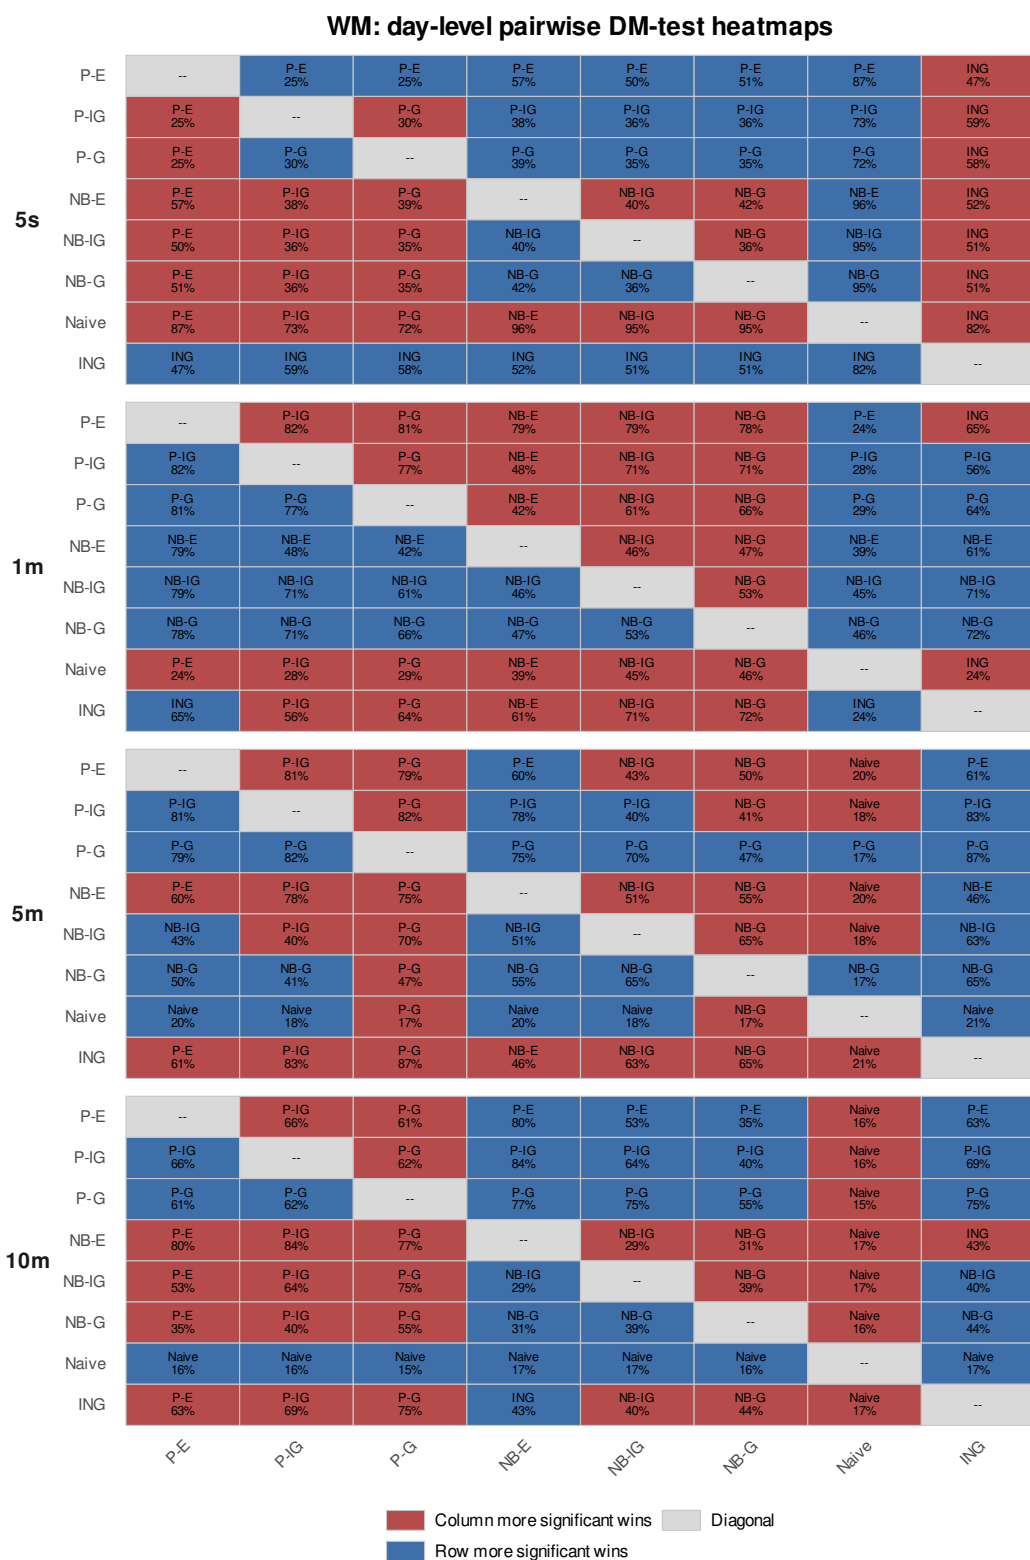 WM: day-level pairwise DM-test heatmaps
5s
P-E -- P-E 25% P-E 25% P-E 57% P-E 50% P-E 51% P-E 87% ING 47%
P-IG P-E 25% -- P-G 30% P-IG 38% P-IG 36% P-IG 36% P-IG 73% ING 59%
P-G P-E 25% P-G 30% -- P-G 39% P-G 35% P-G 35% P-G 72% ING 58%
NB-E P-E 57% P-IG 38% P-G 39% -- NB-IG 40% NB-G 42% NB-E 96% ING 52%
NB-IG P-E 50% P-IG 36% P-G 35% NB-IG 40% -- NB-G 36% NB-IG 95% ING 51%
NB-G P-E 51% P-IG 36% P-G 35% NB-G 42% NB-G 36% -- NB-G 95% ING 51%
Naive P-E 87% P-IG 73% P-G 72% NB-E 96% NB-IG 95% NB-G 95% -- ING 82%
ING ING 47% ING 59% ING 58% ING 52% ING 51% ING 51% ING 82% --
1m
P-E -- P-IG 82% P-G 81% NB-E 79% NB-IG 79% NB-G 78% P-E 24% ING 65%
P-IG P-IG 82% -- P-G 77% NB-E 48% NB-IG 71% NB-G 71% P-IG 28% P-IG 56%
P-G P-G 81% P-G 77% -- NB-E 42% NB-IG 61% NB-G 66% P-G 29% P-G 64%
NB-E NB-E 79% NB-E 48% NB-E 42% -- NB-IG 46% NB-G 47% NB-E 39% NB-E 61%
NB-IG NB-IG 79% NB-IG 71% NB-IG 61% NB-IG 46% -- NB-G 53% NB-IG 45% NB-IG 71%
NB-G NB-G 78% NB-G 71% NB-G 66% NB-G 47% NB-G 53% -- NB-G 46% NB-G 72%
Naive P-E 24% P-IG 28% P-G 29% NB-E 39% NB-IG 45% NB-G 46% -- ING 24%
ING ING 65% P-IG 56% P-G 64% NB-E 61% NB-IG 71% NB-G 72% ING 24% --
5m
P-E -- P-IG 81% P-G 79% P-E 60% NB-IG 43% NB-G 50% Naive 20% P-E 61%
P-IG P-IG 81% -- P-G 82% P-IG 78% P-IG 40% NB-G 41% Naive 18% P-IG 83%
P-G P-G 79% P-G 82% -- P-G 75% P-G 70% P-G 47% P-G 17% P-G 87%
NB-E P-E 60% P-IG 78% P-G 75% -- NB-IG 51% NB-G 55% Naive 20% NB-E 46%
NB-IG NB-IG 43% P-IG 40% P-G 70% NB-IG 51% -- NB-G 65% Naive 18% NB-IG 63%
NB-G NB-G 50% NB-G 41% P-G 47% NB-G 55% NB-G 65% -- NB-G 17% NB-G 65%
Naive Naive 20% Naive 18% P-G 17% Naive 20% Naive 18% NB-G 17% -- Naive 21%
ING P-E 61% P-IG 83% P-G 87% NB-E 46% NB-IG 63% NB-G 65% Naive 21% --
10m
P-E -- P-IG 66% P-G 61% P-E 80% P-E 53% P-E 35% Naive 16% P-E 63%
P-IG P-IG 66% -- P-G 62% P-IG 84% P-IG 64% P-IG 40% Naive 16% P-IG 69%
P-G P-G 61% P-G 62% -- P-G 77% P-G 75% P-G 55% Naive 15% P-G 75%
NB-E P-E 80% P-IG 84% P-G 77% -- NB-IG 29% NB-G 31% Naive 17% ING 43%
NB-IG P-E 53% P-IG 64% P-G 75% NB-IG 29% -- NB-G 39% Naive 17% NB-IG 40%
NB-G P-E 35% P-IG 40% P-G 55% NB-G 31% NB-G 39% -- Naive 16% NB-G 44%
Naive Naive 16% Naive 16% Naive 15% Naive 17% Naive 17% Naive 16% -- Naive 17%
ING P-E 63% P-IG 69% P-G 75% ING 43% NB-IG 40% NB-G 44% Naive 17% --
P-E P-IG P-G NB-E NB-IG NB-G Naive ING
Column more significant wins Diagonal
Row more significant wins